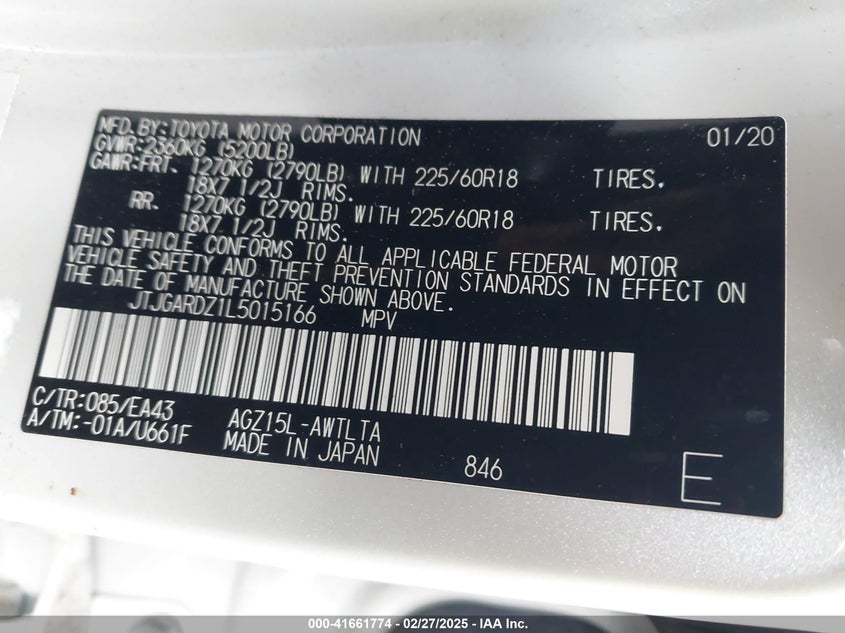 MFD.BY:TOYOTA MOTOR CORPORATION 01/20
GVWR:2360KG (5200LB)
GAWR:FRT. 1270KG (2790LB) WITH 225/60R18 TIRES.
18X7 1/2J RIMS.
RR. 1270KG (2790LB) WITH 225/60R18 TIRES.
18X7 1/2J RIMS.
THIS VEHICLE CONFORMS TO ALL APPLICABLE FEDERAL MOTOR
VEHICLE SAFETY AND THEFT PREVENTION STANDARDS IN EFFECT ON
THE DATE OF MANUFACTURE SHOWN ABOVE.
JTJGARDZ1L5015166 MPV
C/TR:085/EA43 AGZ15L-AWTLTA
A/TM:-01A/U661F MADE IN JAPAN 846 E
000-41661774 - 02/27/2025 - IAA Inc.